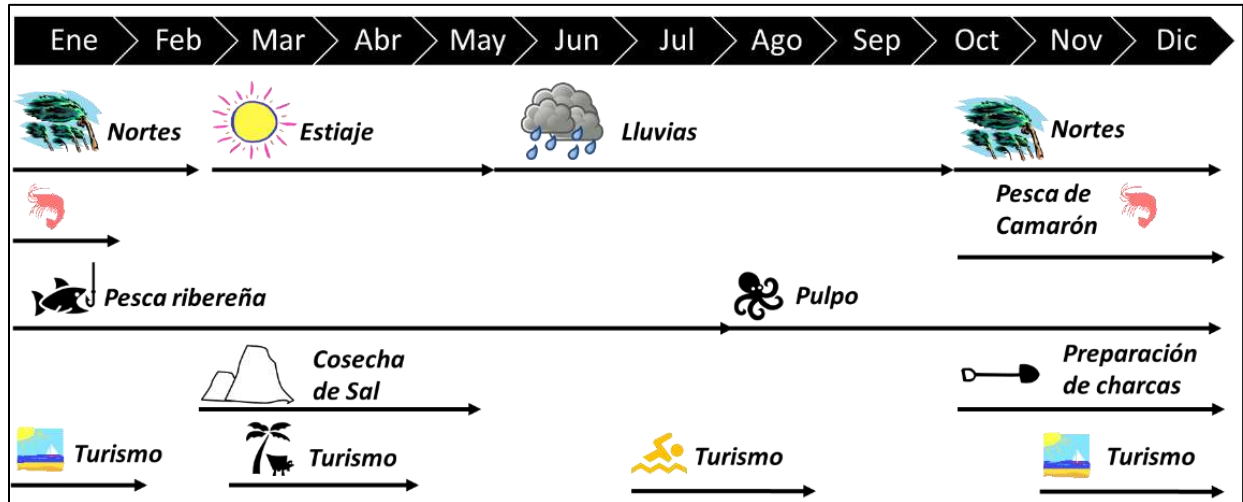 Ene Feb Mar Abr May Jun Jul Ago Sep Oct Nov Dic
Nortes Estiaje Lluvias Nortes
Pesca de
Camarón
Pesca ribereña Pulpo
Cosecha
de Sal
Preparación
de charcas
Turismo Turismo Turismo Turismo